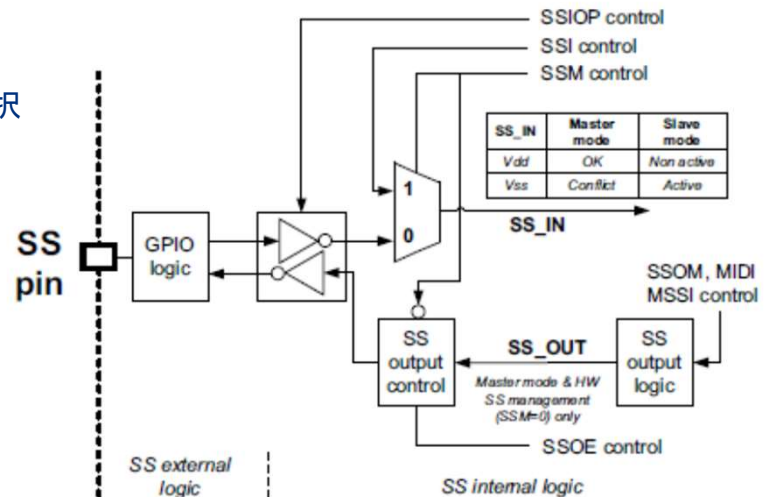 SSIOP control
SSI control
SSM control
択
SS_IN Master mode Slave mode
Vdd OK Non active
Vss Conflict Active
1
0
SS_IN
SS pin
GPIO logic
SSOM, MIDI
MSSI control
SS output control
SS_OUT
SS output logic
Master mode & HW
SS management
(SSM=0) only
SSOE control
SS external logic
SS internal logic